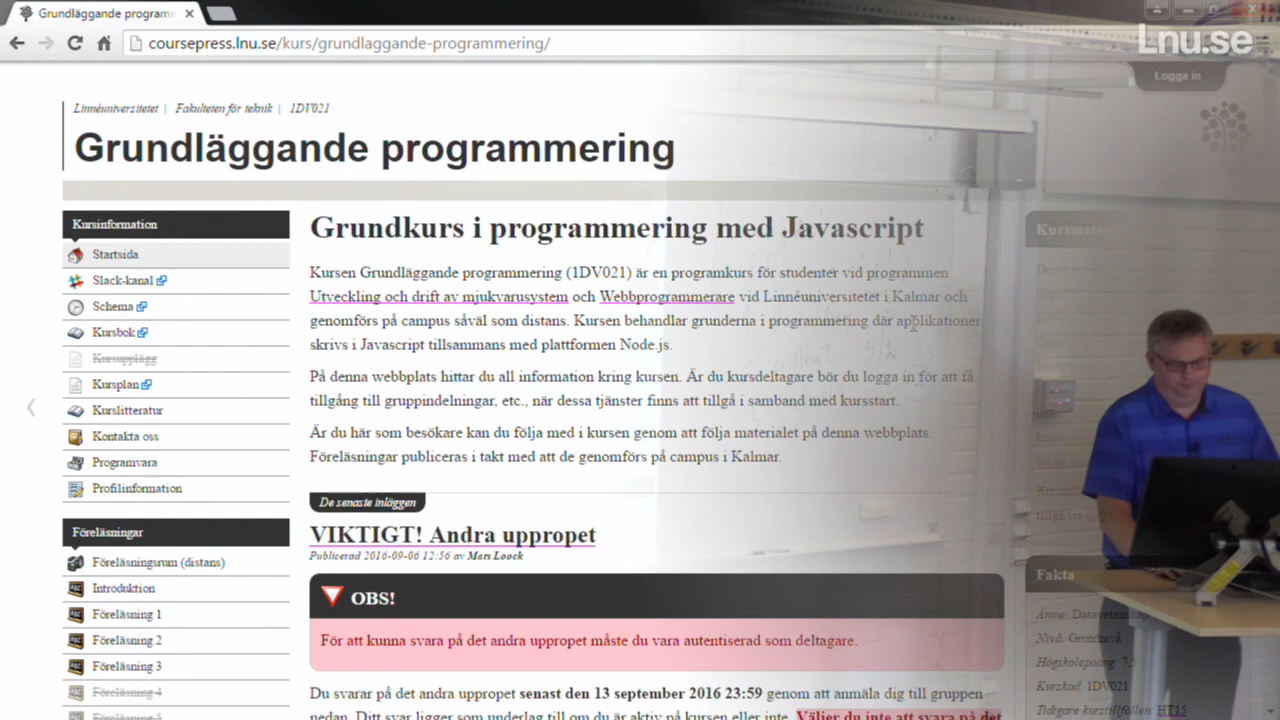 Grundläggande programm
coursepress.lnu.se/kurs/grundlaggande-programmering/
Lnu.se
Logga in
Linnéuniversitetet | Fakulteten för teknik | 1DV021
Grundläggande programmering
Kursinformation
Startsida
Slack-kanal
Schema
Kursbok
Kursupplägg
Kursplan
Kurslitteratur
Kontakta oss
Programvara
Profilinformation
Föreläsningar
Föreläsningsrum (distans)
Introduktion
Föreläsning 1
Föreläsning 2
Föreläsning 3
Föreläsning 4
Föreläsning 5
Grundkurs i programmering med Javascript
Kursen Grundläggande programmering (1DV021) är en programkurs för studenter vid programmen
Utveckling och drift av mjukvarusystem och Webbprogrammerare vid Linnéuniversitetet i Kalmar och
genomförs på campus såväl som distans. Kursen behandlar grunderna i programmering där applikationer
skrivs i Javascript tillsammans med plattformen Node.js.
På denna webbplats hittar du all information kring kursen. Är du kursdeltagare bör du logga in för att få
tillgång till gruppindelningar, etc., när dessa tjänster finns att tillgå i samband med kursstart.
Är du här som besökare kan du följa med i kursen genom att följa materialet på denna webbplats.
Föreläsningar publiceras i takt med att de genomförs på campus i Kalmar.
De senaste inläggen
VIKTIGT! Andra uppropet
Publicerad 2016-09-06 12:56 av Mats Loock
OBS!
För att kunna svara på det andra uppropet måste du vara autentiserad som deltagare.
Du svarar på det andra uppropet senast den 13 september 2016 23:59 genom att anmäla dig till gruppen
nedan. Ditt svar ligger som underlag till om du är aktiv på kursen eller inte. Väljer du inte att svara på det
Fakta
Nivå: Grundnivå
Högskolepoäng: 7,5
Kurskod: 1DV021
Tidigare kurstillfällen: HT15